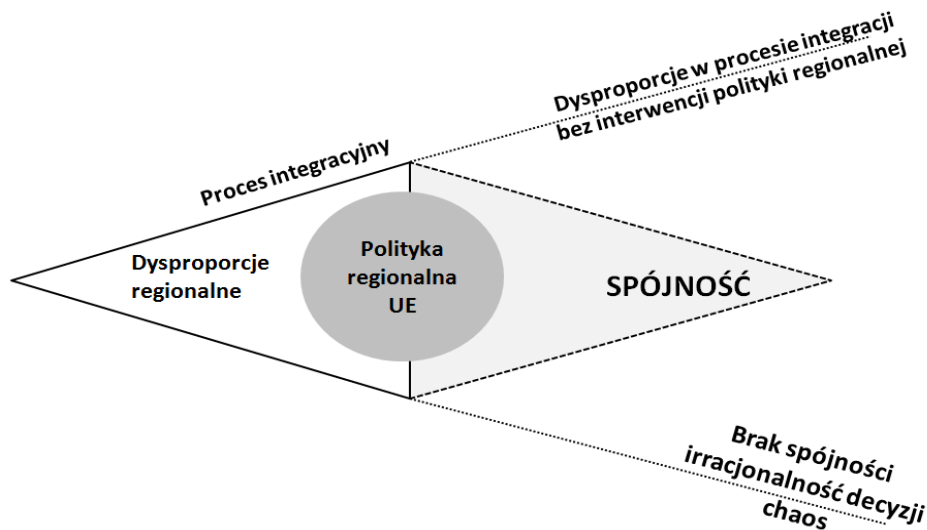 Dysproporcje w procesie integracji
bez interwencji polityki regionalnej
Proces integracyjny
Dysproporcje
regionalne
Polityka
regionalna
UE
SPÓJNOŚĆ
Brak spójności
irracjonalność decyzji
chaos